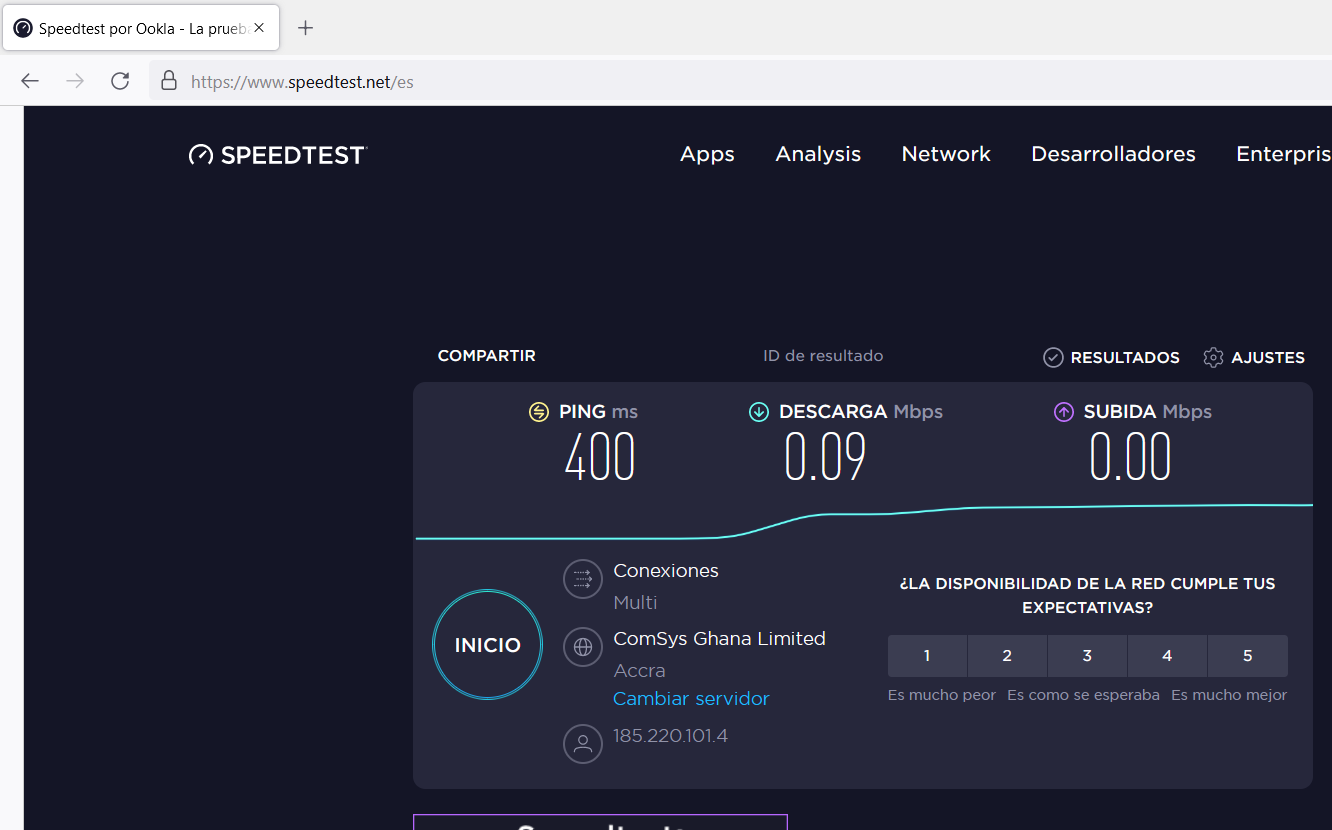 Speedtest por Ookla - La prueb
https://www.speedtest.net/es
SPEEDTEST
Apps Analysis Network Desarrolladores Enterpris
COMPARTIR ID de resultado RESULTADOS AJUSTES
PING ms DESCARGA Mbps SUBIDA Mbps
400 0.09 0.00
Conexiones
Multi
INICIO
ComSys Ghana Limited
Accra
Cambiar servidor
185.220.101.4
¿LA DISPONIBILIDAD DE LA RED CUMPLE TUS
EXPECTATIVAS?
1 2 3 4 5
Es mucho peor Es como se esperaba Es mucho mejor